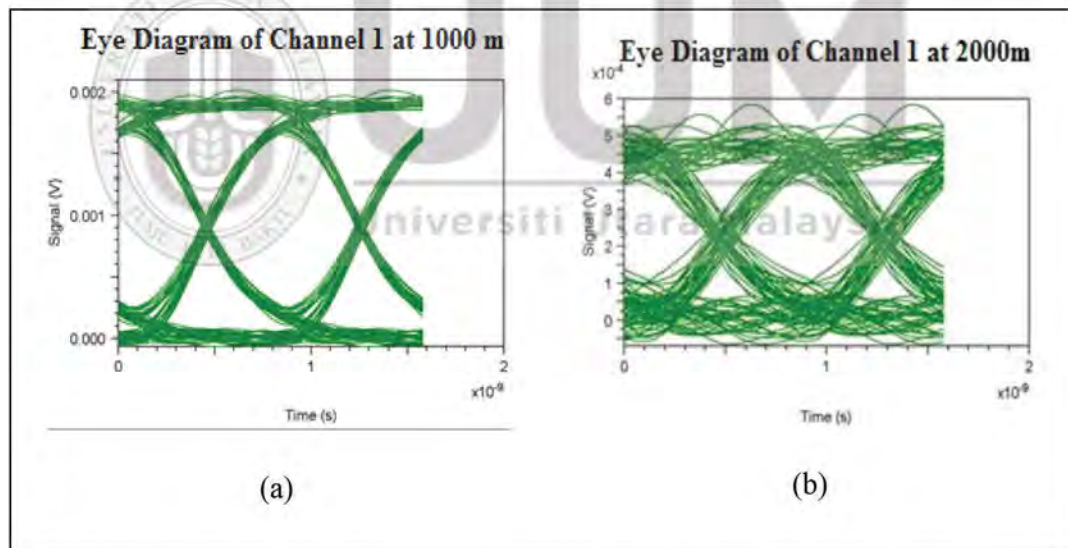 UUM
Universiti Utara Malaysia
Eye Diagram of Channel 1 at 1000 m
Signal (V)
0.002
0.001
0.000
0
1
2
x10-9
Time (s)
(a)
Eye Diagram of Channel 1 at 2000m
x10-4
Signal (V)
6
5
4
3
2
1
0
0
1
2
x10-9
Time (s)
(b)